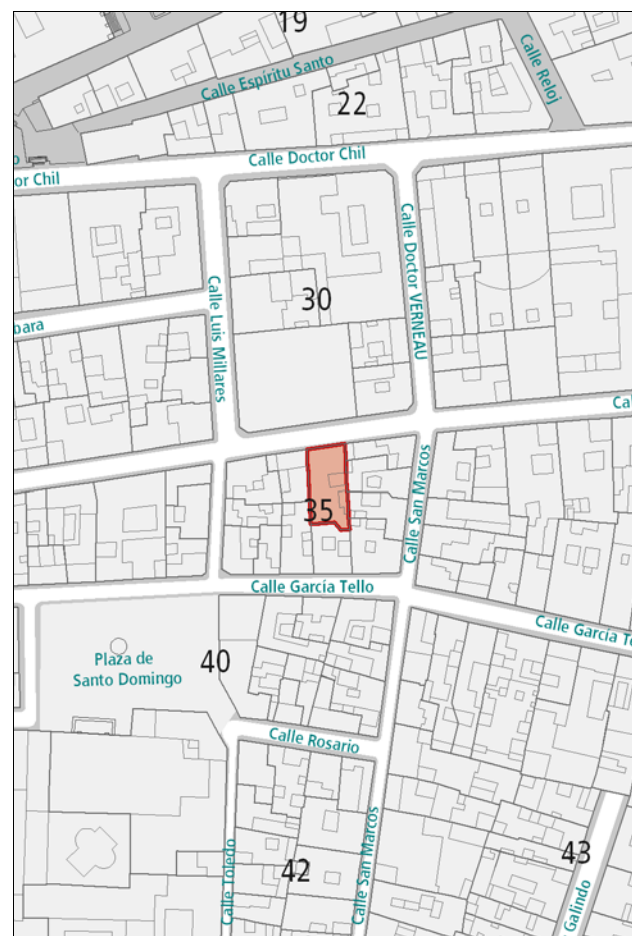 19
Calle Espíritu Santo
Calle Reloj
22
Calle Doctor Chil
o
or Chil
Calle Doctor VERNEAU
Calle Luis Millares
30
bara
Ca
Calle San Marcos
35
Calle García Tello
Calle García Te
40
Plaza de
Santo Domingo
Calle Rosario
Calle San Marcos
Calle Toledo
42
43
Galindo